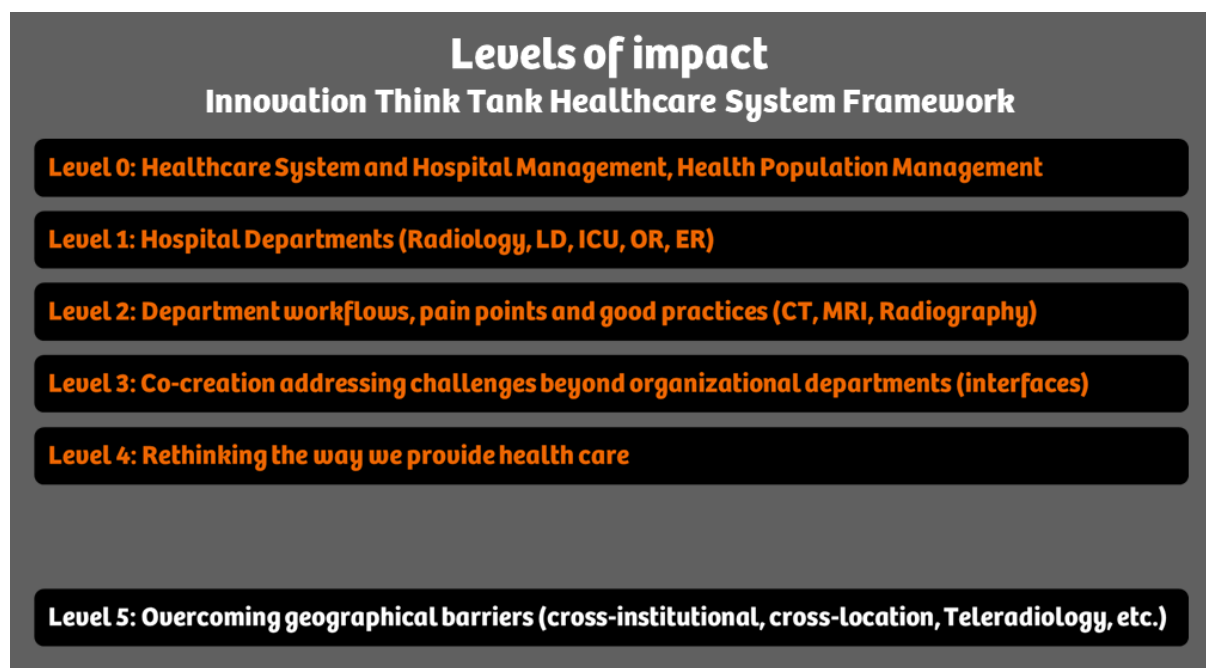 Levels of impact
Innovation Think Tank Healthcare System Framework
Level 0: Healthcare System and Hospital Management, Health Population Management
Level 1: Hospital Departments (Radiology, LD, ICU, OR, ER)
Level 2: Department workflows, pain points and good practices (CT, MRI, Radiography)
Level 3: Co-creation addressing challenges beyond organizational departments (interfaces)
Level 4: Rethinking the way we provide health care
Level 5: Overcoming geographical barriers (cross-institutional, cross-location, Teleradiology, etc.)